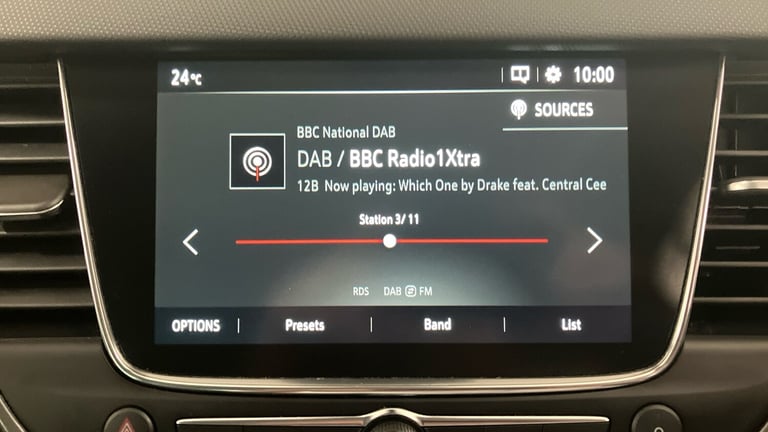 24°C 10:00
SOURCES
BBC National DAB
DAB / BBC Radio1Xtra
12B Now playing: Which One by Drake feat. Central Cee
Station 3/11
RDS DAB FM
OPTIONS Presets Band List